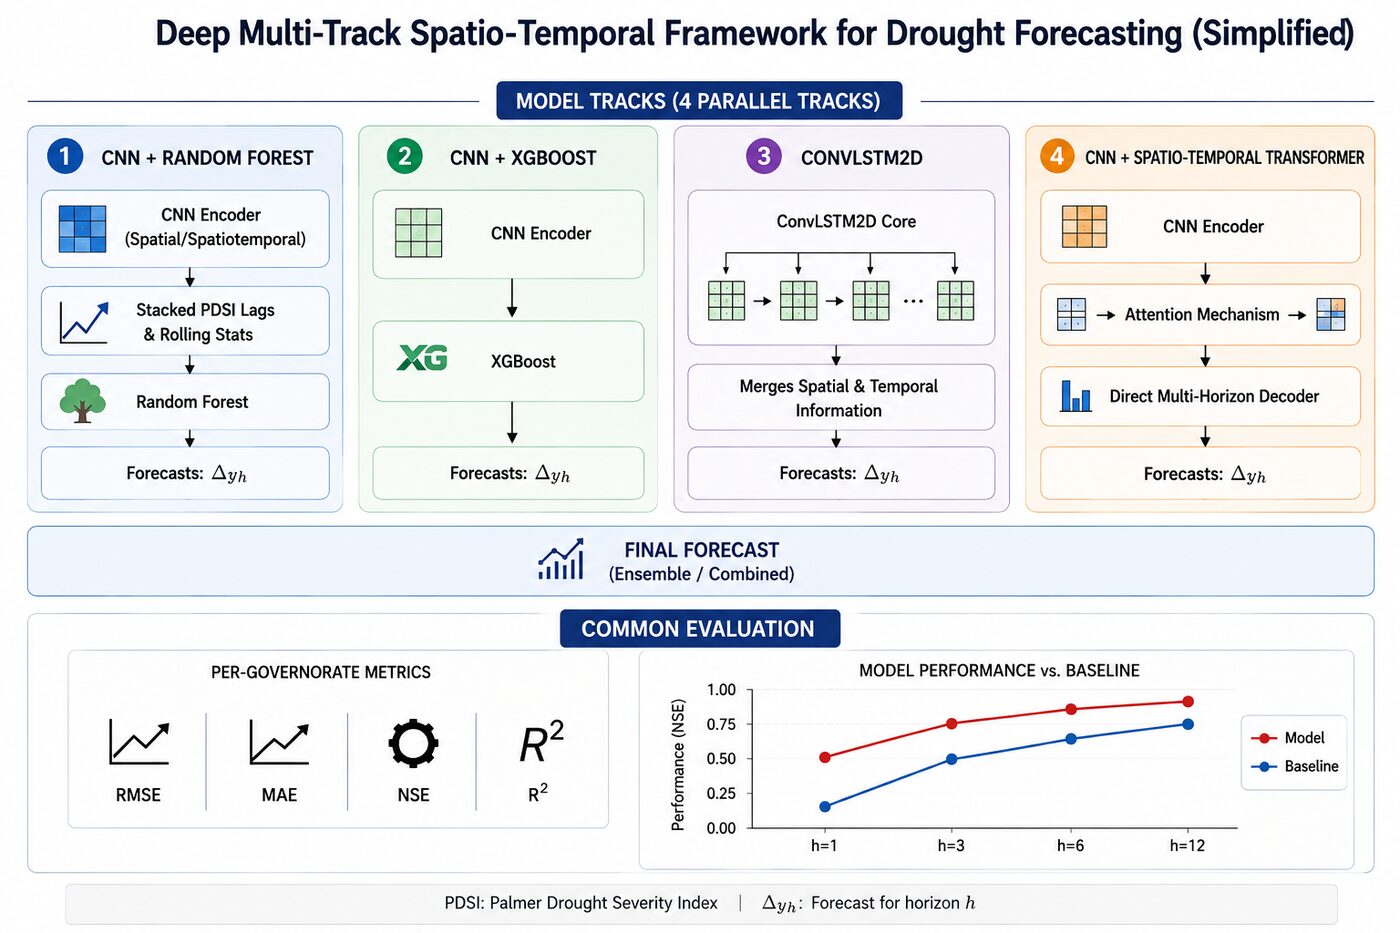 Deep Multi-Track Spatio-Temporal Framework for Drought Forecasting (Simplified)
MODEL TRACKS (4 PARALLEL TRACKS)
1 CNN + RANDOM FOREST
CNN Encoder
(Spatial/Spatiotemporal)
Stacked PDSI Lags
& Rolling Stats
Random Forest
Forecasts: Δyₕ
2 CNN + XGBOOST
CNN Encoder
XG XGBoost
Forecasts: Δyₕ
3 CONVLSTM2D
ConvLSTM2D Core
...
Merges Spatial & Temporal
Information
Forecasts: Δyₕ
4 CNN + SPATIO-TEMPORAL TRANSFORMER
CNN Encoder
Attention Mechanism
Direct Multi-Horizon Decoder
Forecasts: Δyₕ
FINAL FORECAST
(Ensemble / Combined)
COMMON EVALUATION
PER-GOVERNORATE METRICS
R²
RMSE MAE NSE R²
MODEL PERFORMANCE vs. BASELINE
Performance (NSE)
1.00
0.75
0.50
0.25
0.00
h=1 h=3 h=6 h=12
Model
Baseline
PDSI: Palmer Drought Severity Index | Δyₕ: Forecast for horizon h